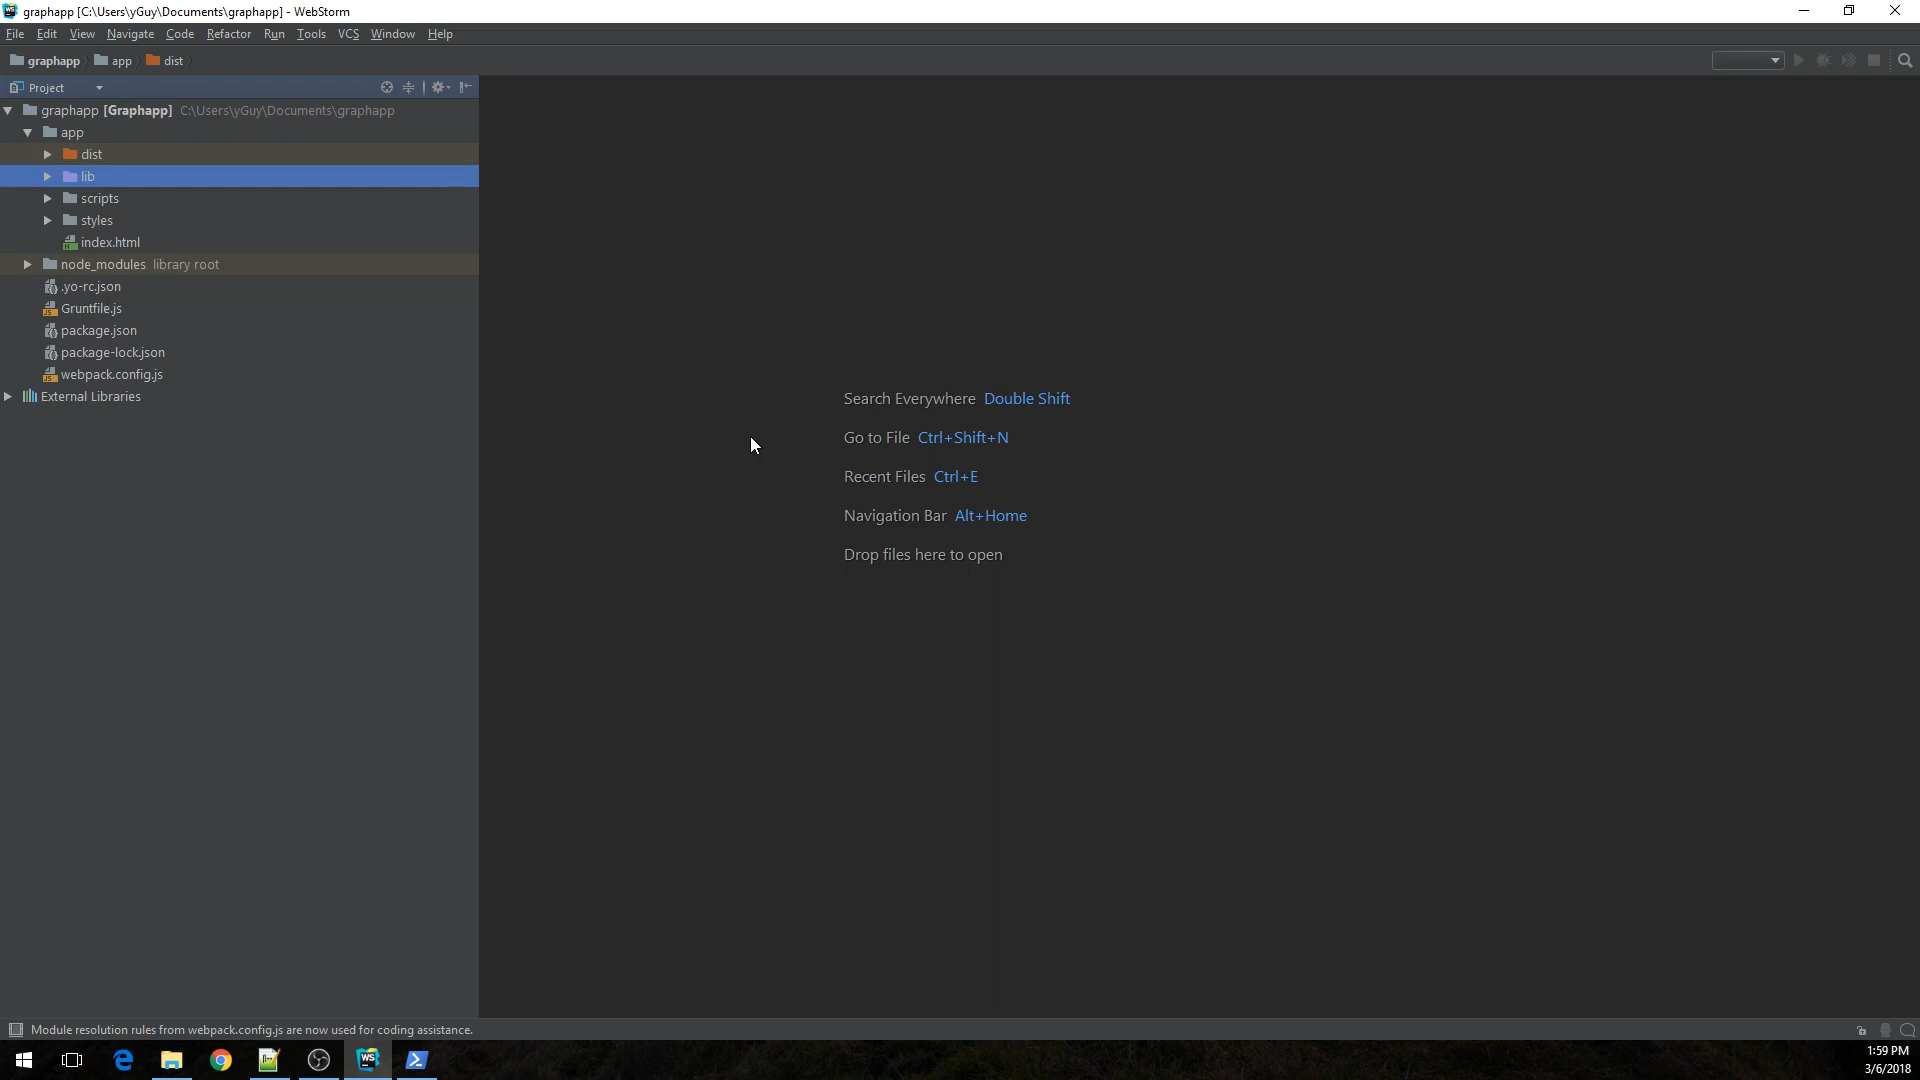 graphapp [C:\Users\yGuy\Documents\graphapp] - WebStorm
File Edit View Navigate Code Refactor Run Tools VCS Window Help
graphapp app dist
Project
graphapp [Graphapp] C:\Users\yGuy\Documents\graphapp
app
dist
lib
scripts
styles
index.html
node_modules library root
.yo-rc.json
Gruntfile.js
package.json
package-lock.json
webpack.config.js
External Libraries
Search Everywhere Double Shift
Go to File Ctrl+Shift+N
Recent Files Ctrl+E
Navigation Bar Alt+Home
Drop files here to open
Module resolution rules from webpack.config.js are now used for coding assistance.
1:59 PM
3/6/2018